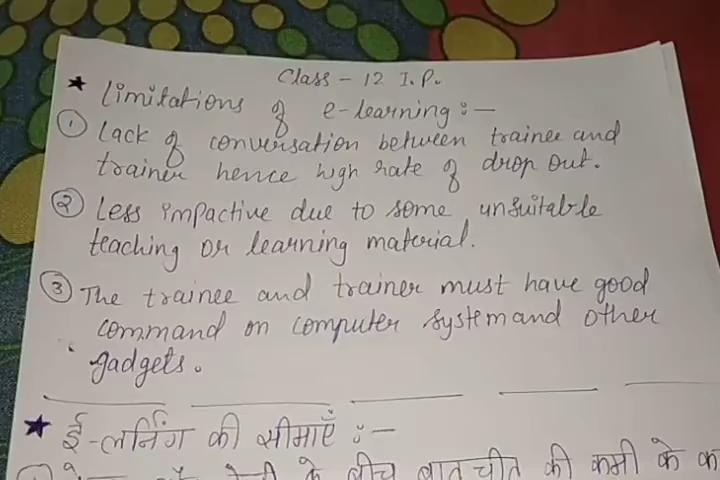 Class - 12 I.P.
★ Limitations of e-learning :-
① Lack of conversation between trainee and
trainer hence high rate of drop out.
② Less impactive due to some unsuitable
teaching or learning material.
③ The trainee and trainer must have good
command on computer system and other
gadgets.
★ ई-लर्निंग की सीमाएँ :-
के बीच बातचीत की कमी के